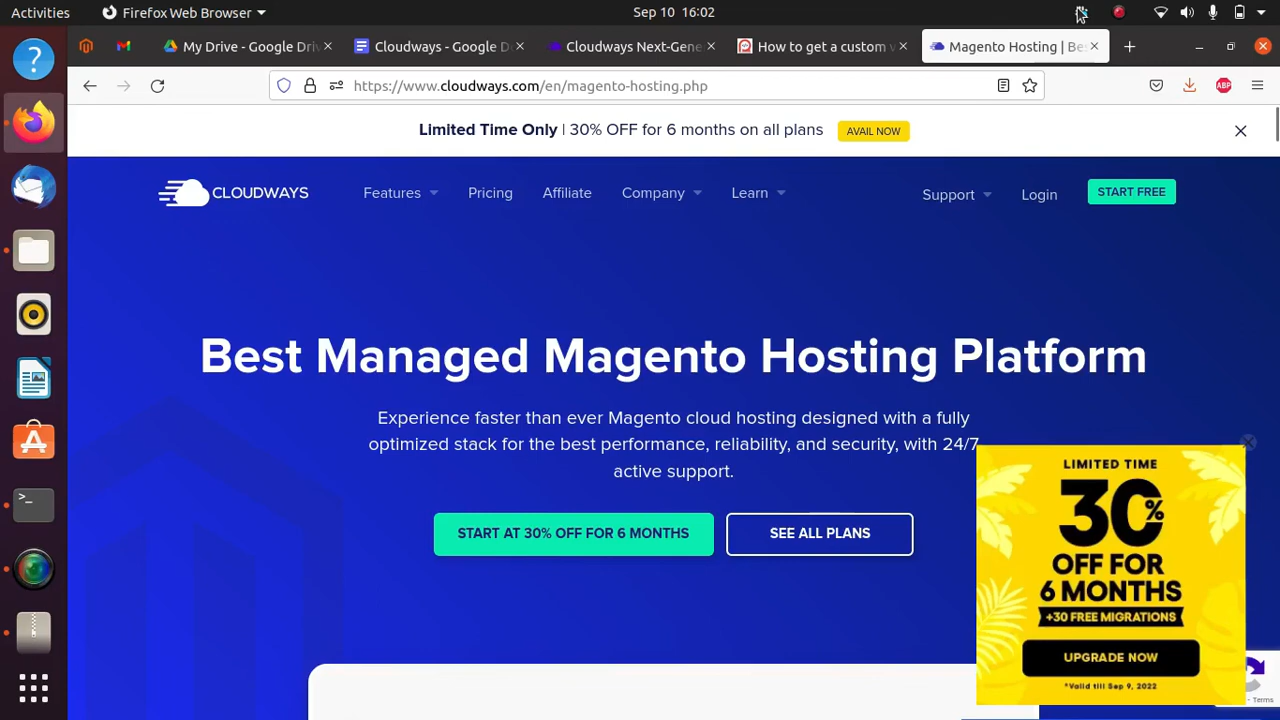 Activities
Firefox Web Browser
Sep 10 16:02
My Drive - Google Driv
Cloudways - Google D
Cloudways Next-Gene
How to get a custom v
Magento Hosting | Be
https://www.cloudways.com/en/magento-hosting.php
ABP
Limited Time Only | 30% OFF for 6 months on all plans
AVAIL NOW
CLOUDWAYS
Features
Pricing
Affiliate
Company
Learn
Support
Login
START FREE
Best Managed Magento Hosting Platform
Experience faster than ever Magento cloud hosting designed with a fully
optimized stack for the best performance, reliability, and security, with 24/7
active support.
START AT 30% OFF FOR 6 MONTHS
SEE ALL PLANS
LIMITED TIME
30%
OFF FOR
6 MONTHS
+30 FREE MIGRATIONS
UPGRADE NOW
*Valid till Sep 9, 2022
- Terms